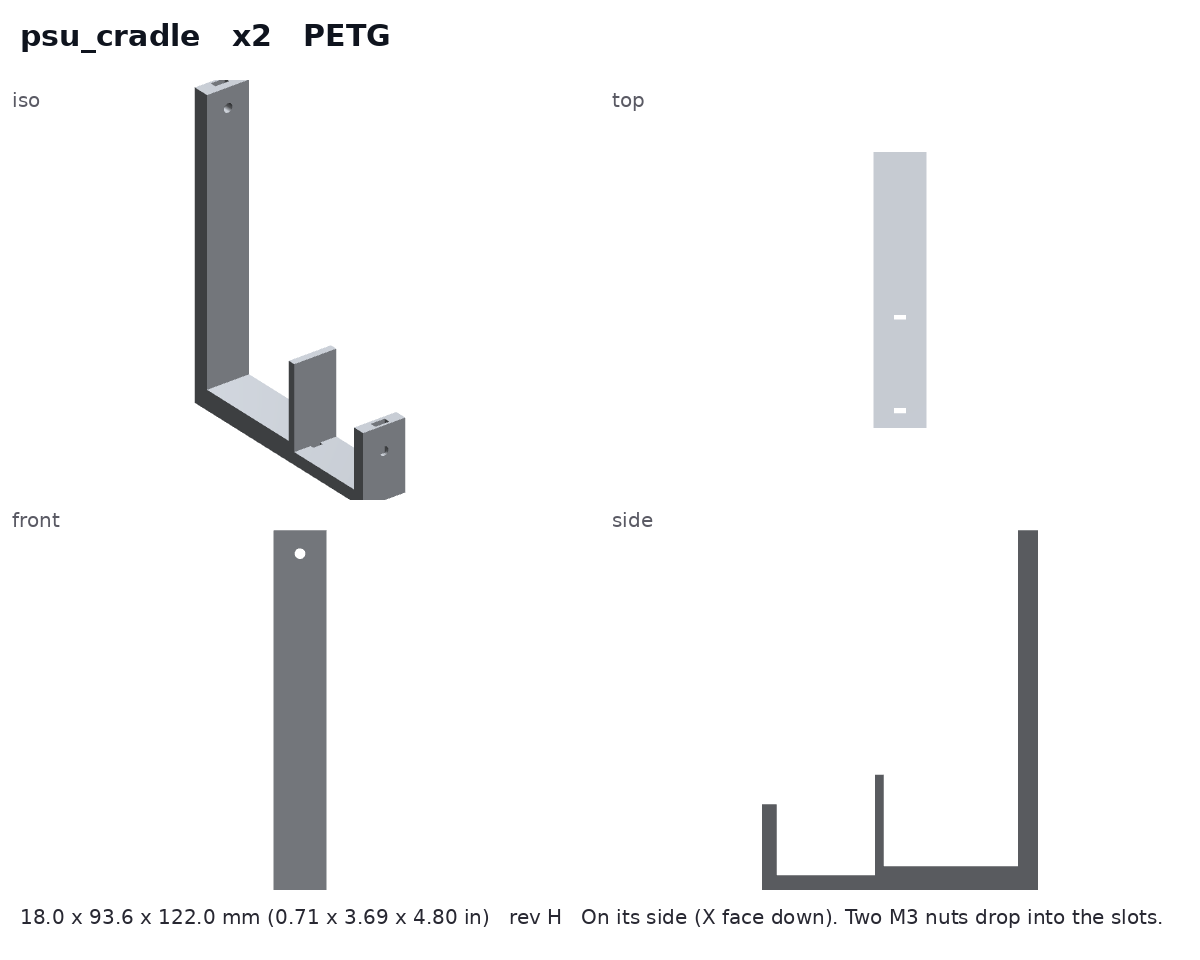 psu_cradle x2 PETG
iso
top
front
side
18.0 x 93.6 x 122.0 mm (0.71 x 3.69 x 4.80 in) rev H On its side (X face down). Two M3 nuts drop into the slots.